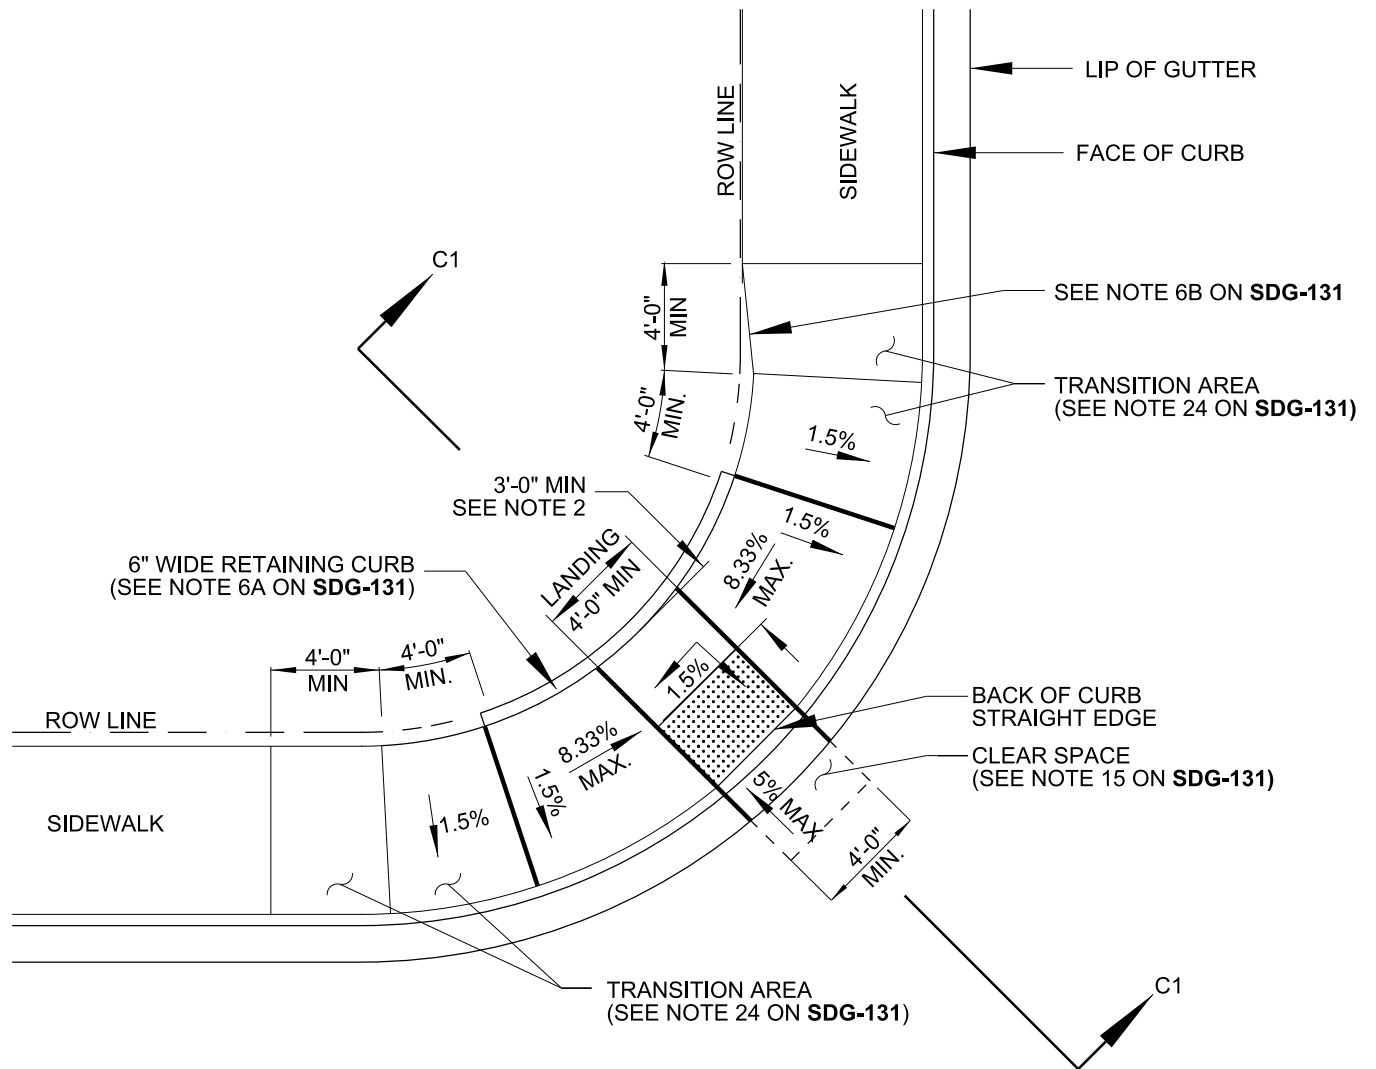 LIP OF GUTTER
ROW LINE
SIDEWALK
FACE OF CURB
C1
SEE NOTE 6B ON SDG-131
4'-0"
MIN
TRANSITION AREA
(SEE NOTE 24 ON SDG-131)
4'-0"
MIN.
1.5%
3'-0" MIN
SEE NOTE 2
1.5%
8.33%
MAX.
LANDING
4'-0" MIN
6" WIDE RETAINING CURB
(SEE NOTE 6A ON SDG-131)
4'-0"
MIN
4'-0"
MIN.
1.5%
BACK OF CURB
STRAIGHT EDGE
ROW LINE
8.33%
MAX.
1.5%
CLEAR SPACE
(SEE NOTE 15 ON SDG-131)
5% MAX
SIDEWALK
1.5%
4'-0"
MIN.
TRANSITION AREA
(SEE NOTE 24 ON SDG-131)
C1